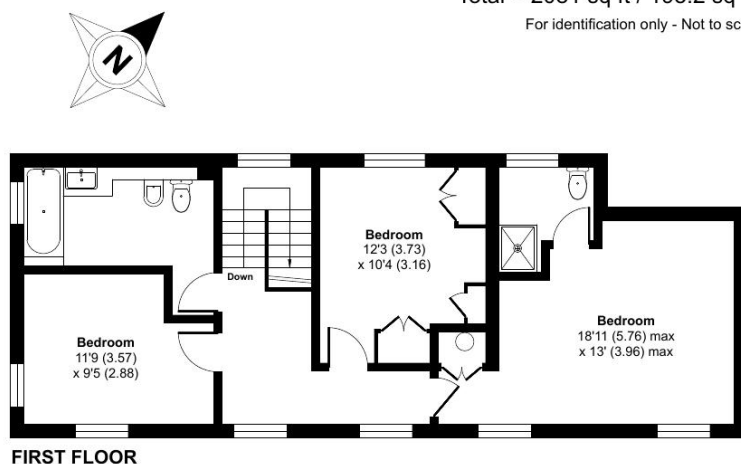 For identification only - Not to sc
N
Bedroom
12'3 (3.73)
x 10'4 (3.16)
Down
Bedroom
11'9 (3.57)
x 9'5 (2.88)
Bedroom
18'11 (5.76) max
x 13' (3.96) max
FIRST FLOOR